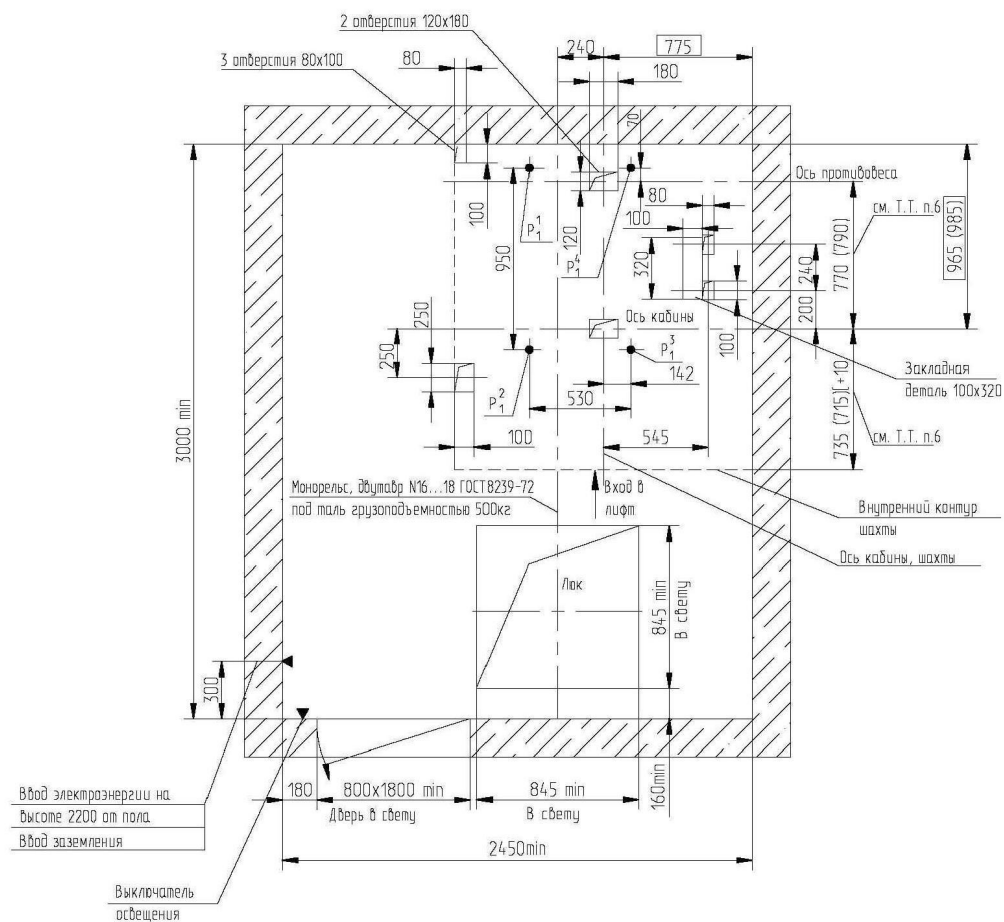 2 отверстия 120х180
3 отверстия 80х100
240
775
80
180
70
Ось противовеса
80
см. Т.Т. п.6
100
100
120
P₁¹
P₁⁴
950
320
770 (790)
240
965 (985)
200
100
250
250
Ось кабины
P₁³
P₁²
142
530
Закладная
деталь 100х320
735 (715)(+10
см. Т.Т. п.6
100
545
3000 min
Монорельс, двутавр N16...18 ГОСТ8239-72
под таль грузоподъемностью 500кг
Вход в
лифт
Внутренний контур
шахты
Ось кабины, шахты
Люк
845 min
В свету
300
160min
180
800х1800 min
Дверь в свету
845 min
В свету
2450min
Ввод электроэнергии на
высоте 2200 от пола
Ввод заземления
Выключатель
освещения